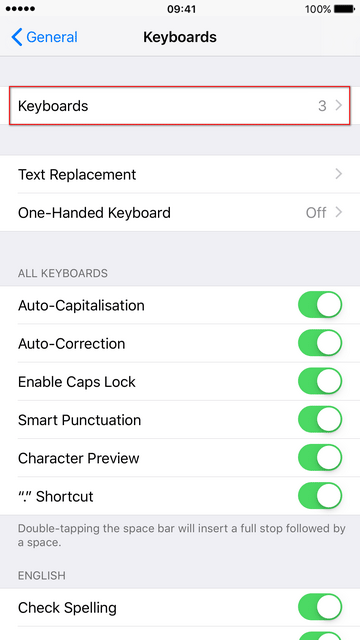 09:41
100%
General
Keyboards
Keyboards 3
Text Replacement
One-Handed Keyboard Off
ALL KEYBOARDS
Auto-Capitalisation
Auto-Correction
Enable Caps Lock
Smart Punctuation
Character Preview
“.” Shortcut
Double-tapping the space bar will insert a full stop followed by
a space.
ENGLISH
Check Spelling